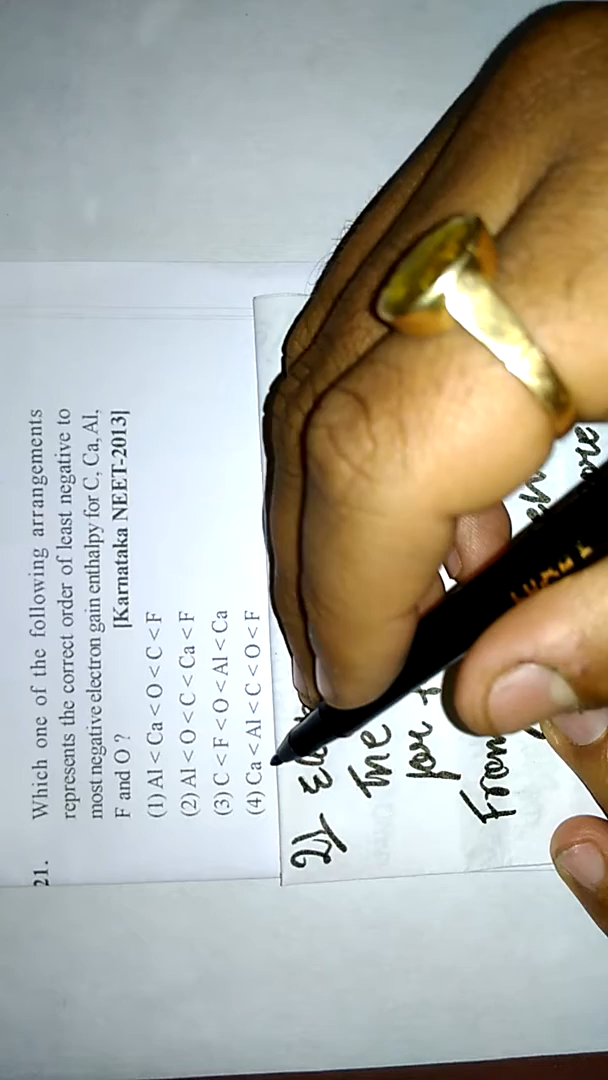 21. Which one of the following arrangements
represents the correct order of least negative to
most negative electron gain enthalpy for C, Ca, Al,
F and O ? [Karnataka NEET-2013]
(1) Al < Ca < O < C < F
(2) Al < O < C < Ca < F
(3) C < F < O < Al < Ca
(4) Ca < Al < C < O < F
21
The
for
From